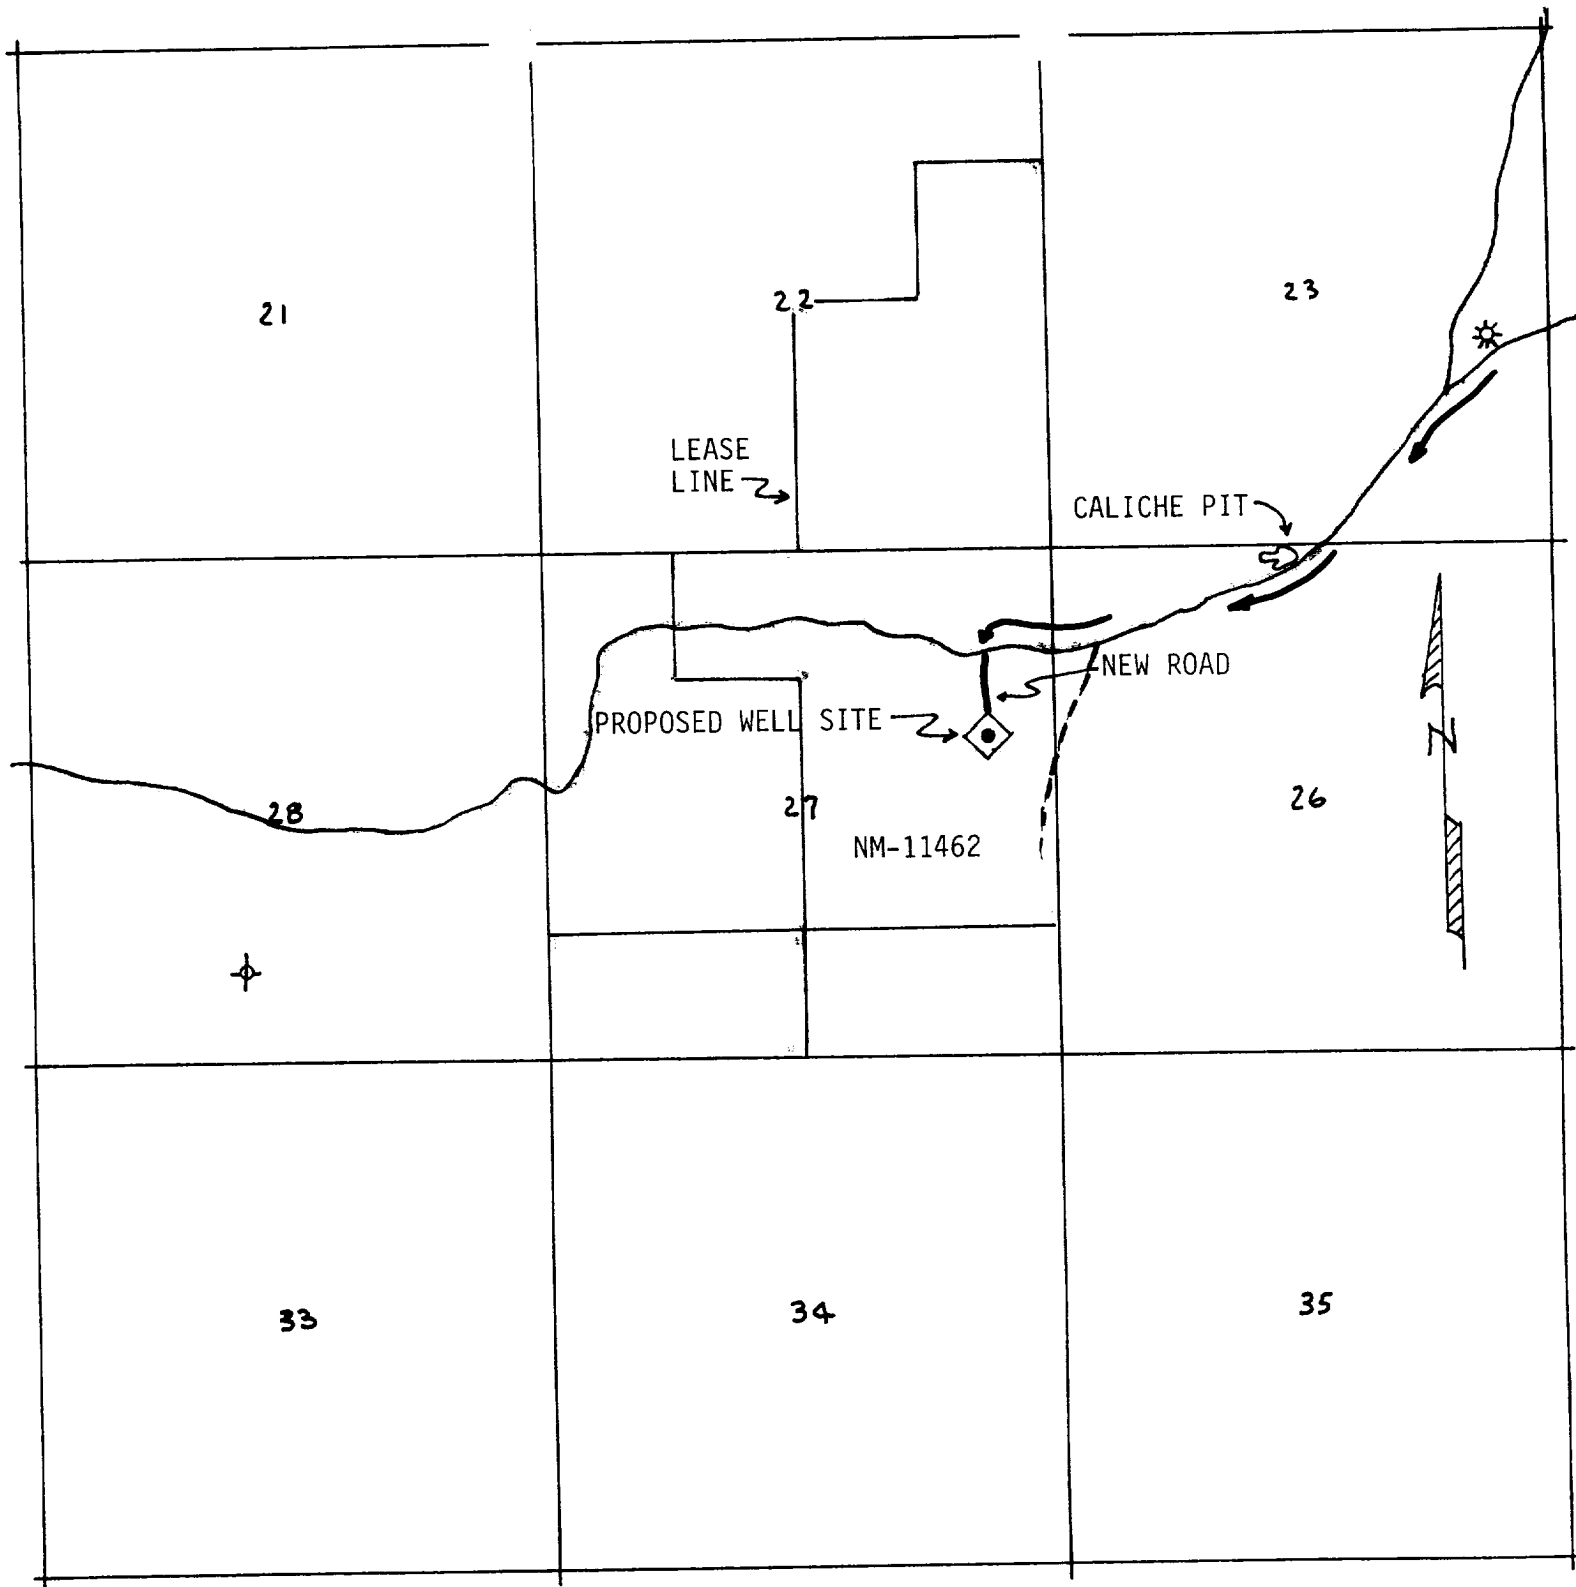 21
22
23
LEASE
LINE
CALICHE PIT
NEW ROAD
PROPOSED WELL SITE
28
27
26
NM-11462
N
33
34
35